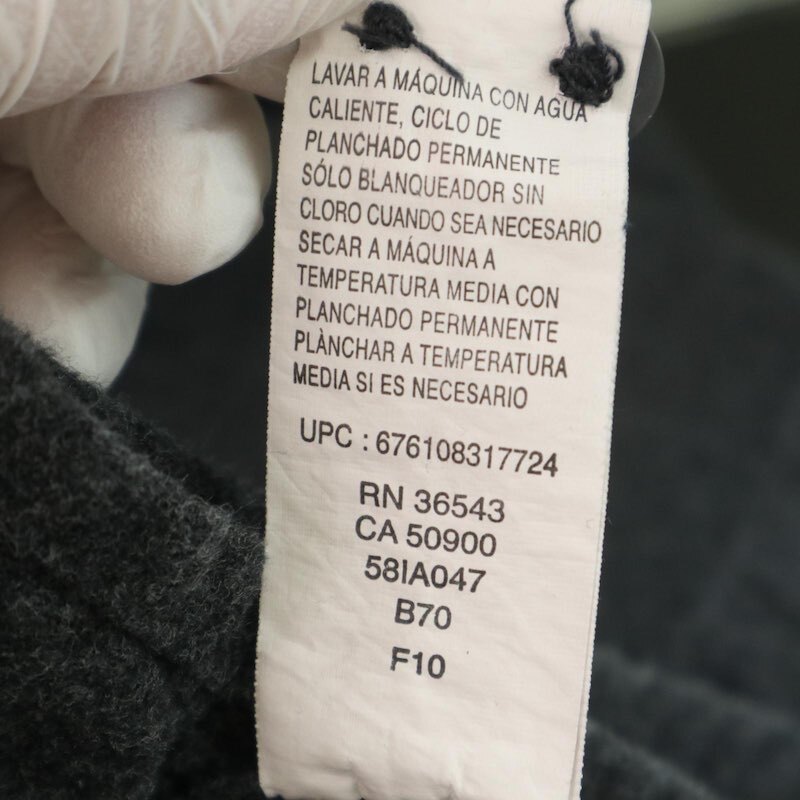 LAVAR A MÁQUINA CON AGUA
CALIENTE, CICLO DE
PLANCHADO PERMANENTE
SÓLO BLANQUEADOR SIN
CLORO CUANDO SEA NECESARIO
SECAR A MÁQUINA A
TEMPERATURA MEDIA CON
PLANCHADO PERMANENTE
PLÀNCHAR A TEMPERATURA
MEDIA SI ES NECESARIO
UPC : 676108317724
RN 36543
CA 50900
58IA047
B70
F10